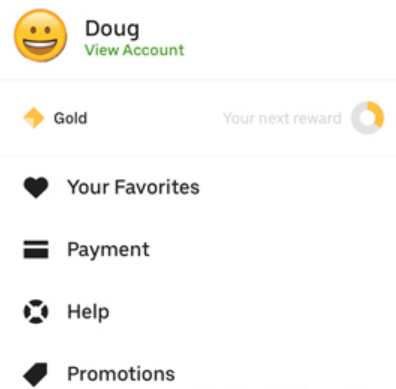 Doug
View Account
Gold
Your next reward
Your Favorites
Payment
Help
Promotions